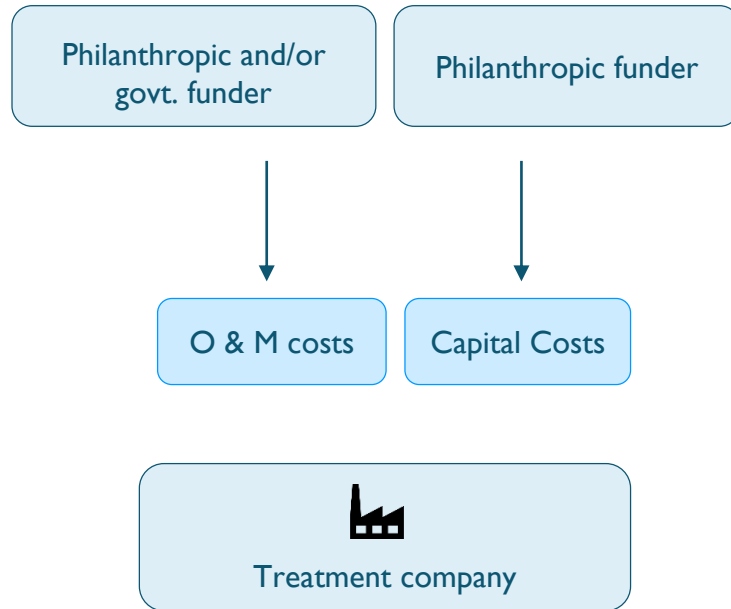 Philanthropic and/or
govt. funder
Philanthropic funder
O & M costs
Capital Costs
Treatment company